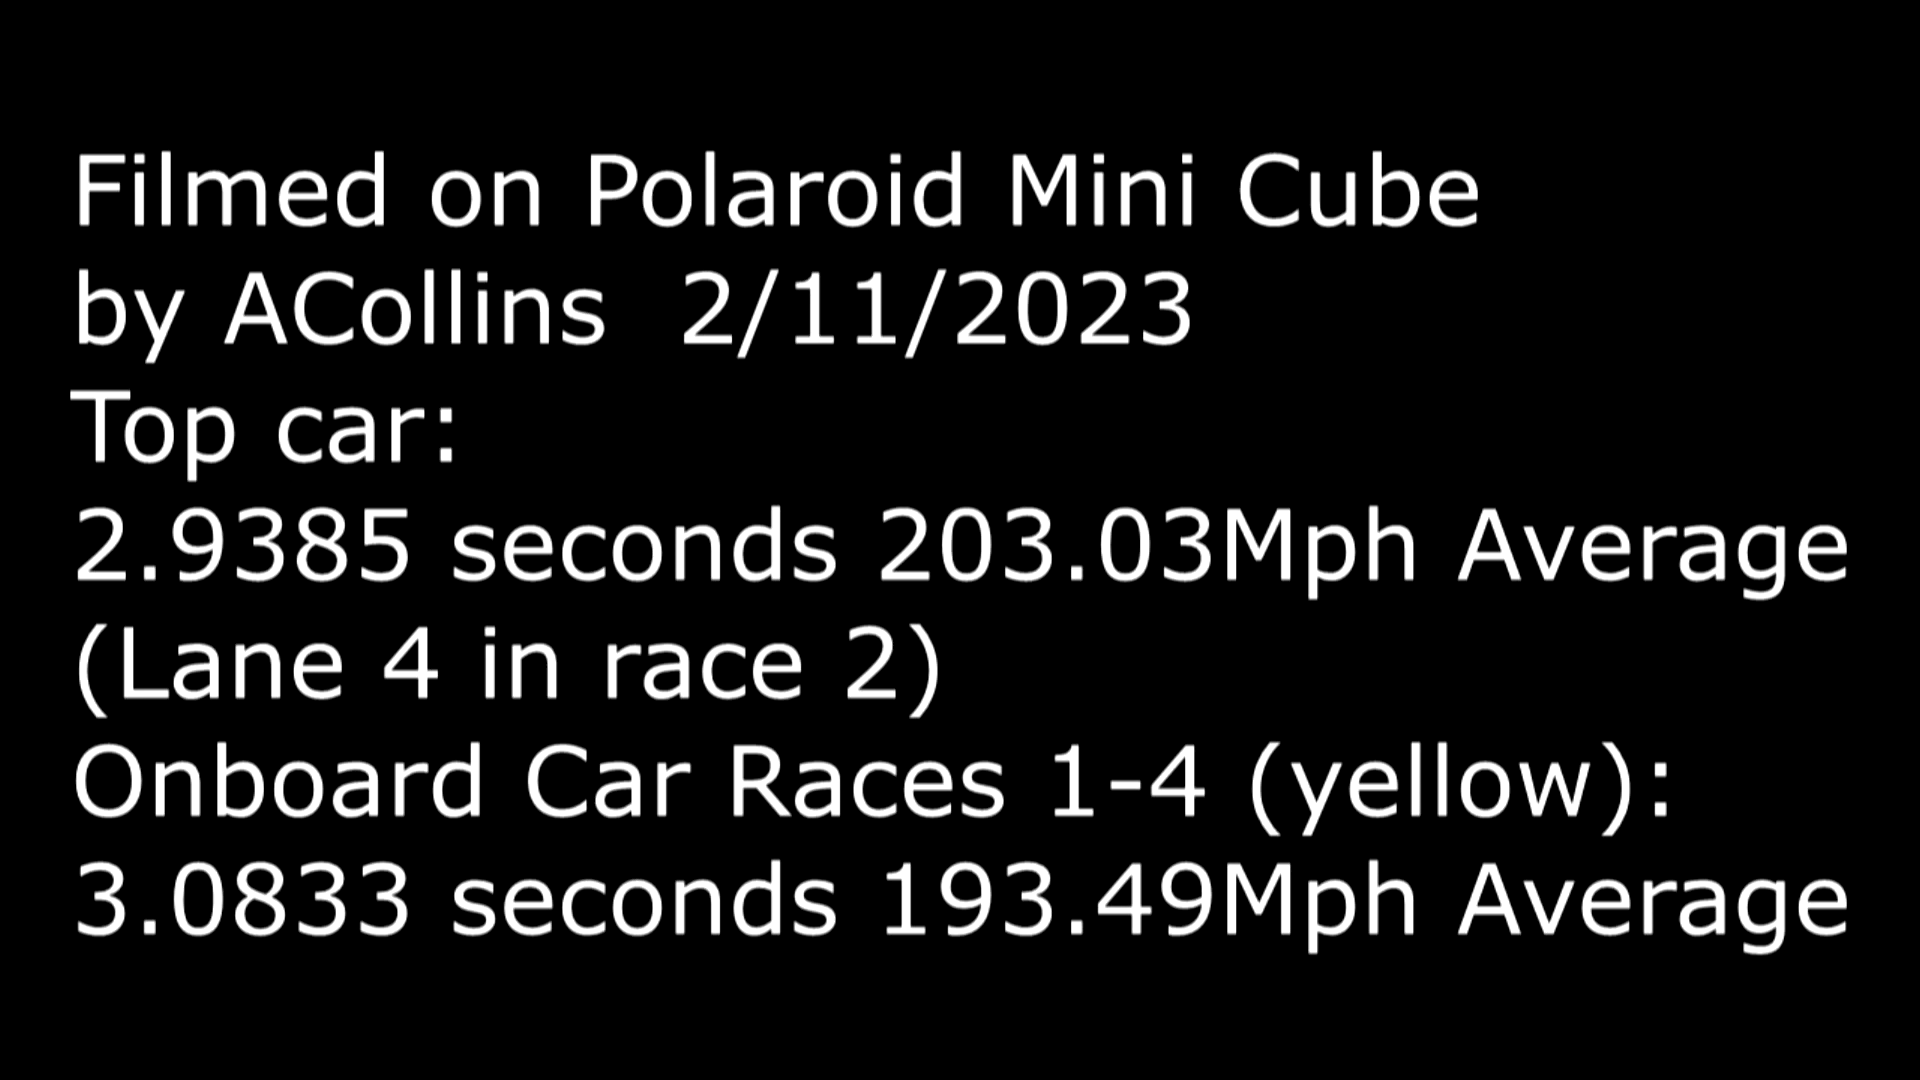 Filmed on Polaroid Mini Cube
by ACollins  2/11/2023
Top car:
2.9385 seconds 203.03Mph Average
(Lane 4 in race 2)
Onboard Car Races 1-4 (yellow):
3.0833 seconds 193.49Mph Average